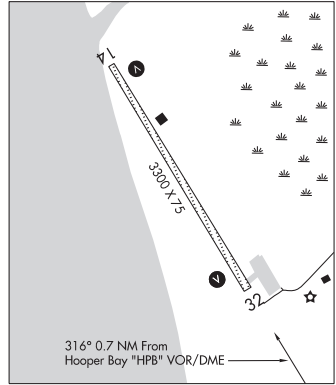 14
V
3300 X 75
V
32
316° 0.7 NM From
Hooper Bay "HPB" VOR/DME